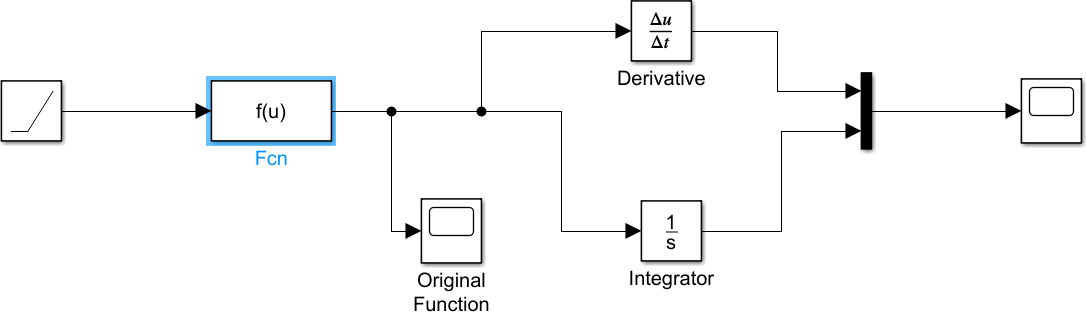 Δu
Δt
Derivative
f(u)
Fcn
1
s
Integrator
Original
Function